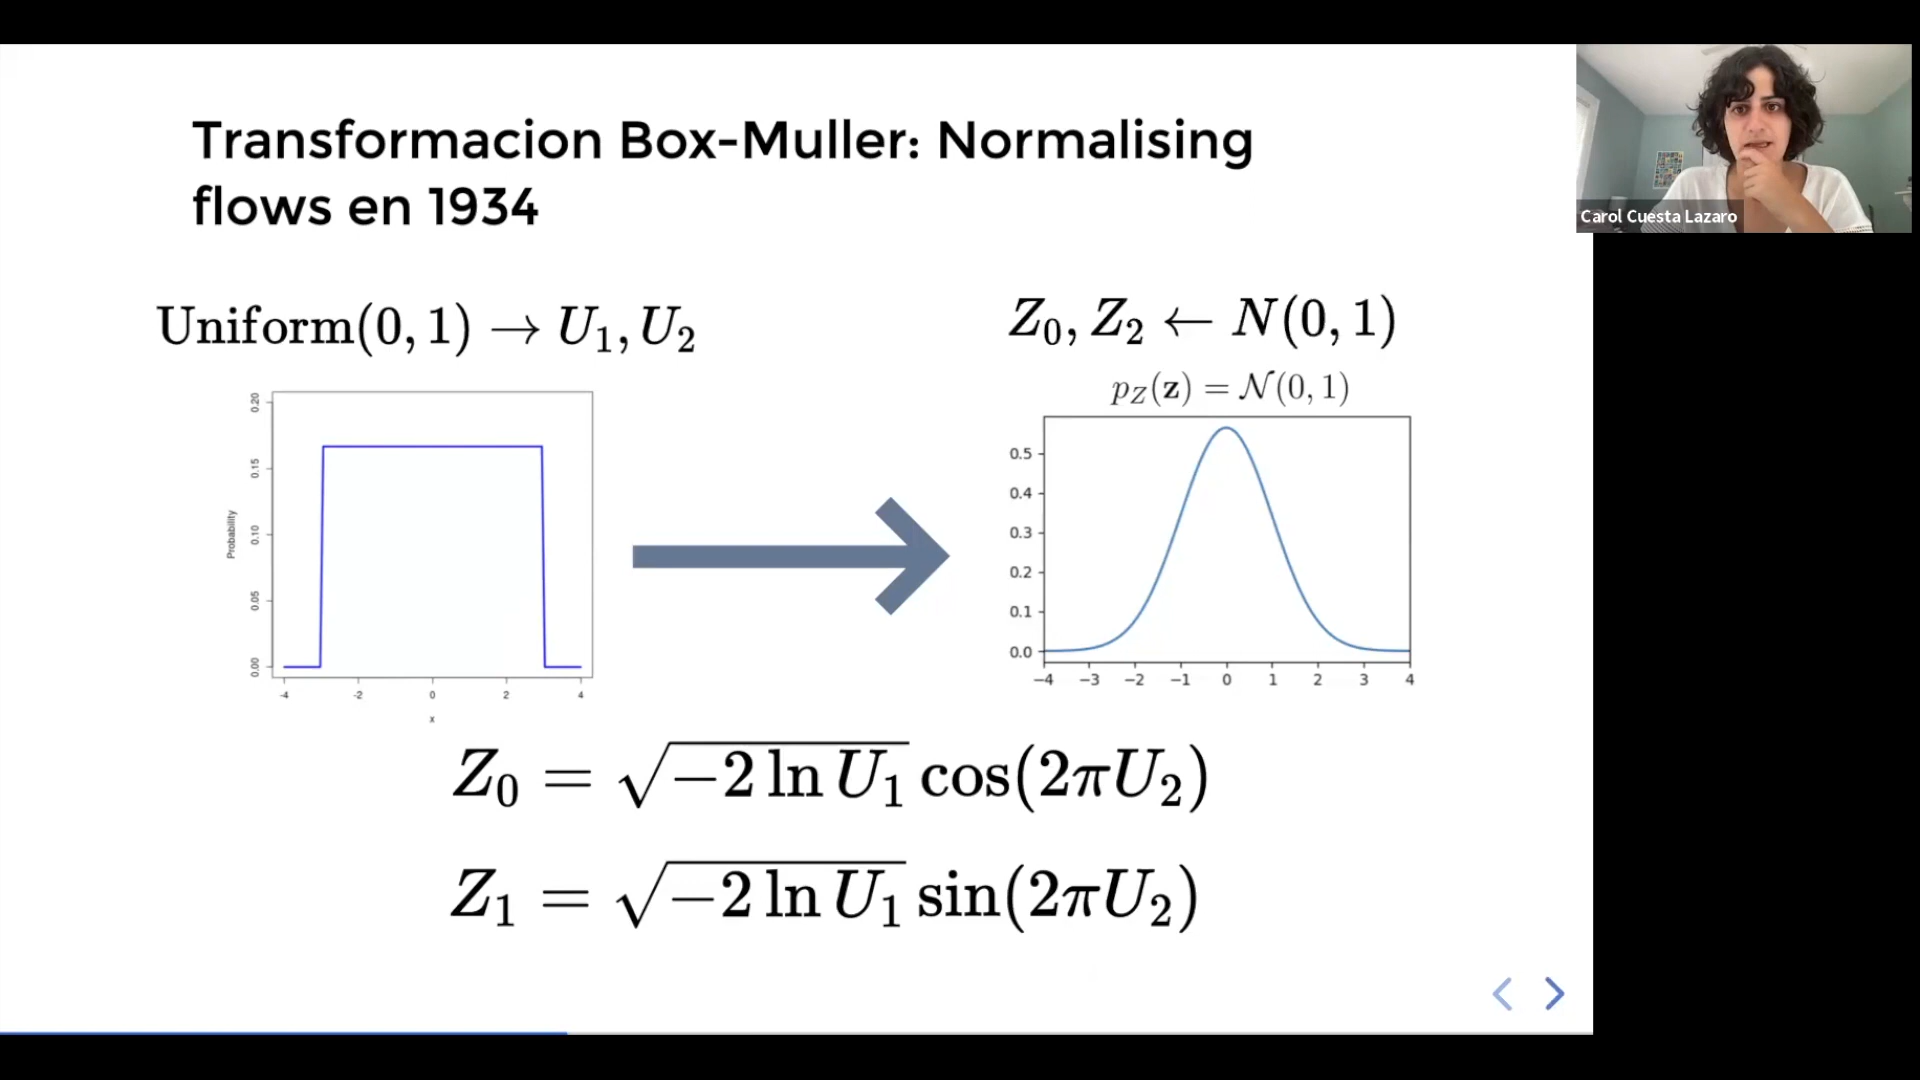 Transformacion Box-Muller: Normalising
flows en 1934
Carol Cuesta Lazaro
Uniform(0, 1) → U₁, U₂
Z₀, Z₂ ← N(0, 1)
p_Z(𝐳) = 𝒩(0, 1)
0.20
0.15
0.10
0.05
0.00
Probability
-4 -2 0 2 4
x
0.5
0.4
0.3
0.2
0.1
0.0
−4 −3 −2 −1 0 1 2 3 4
Z₀ = √(−2 ln U₁) cos(2πU₂)
Z₁ = √(−2 ln U₁) sin(2πU₂)